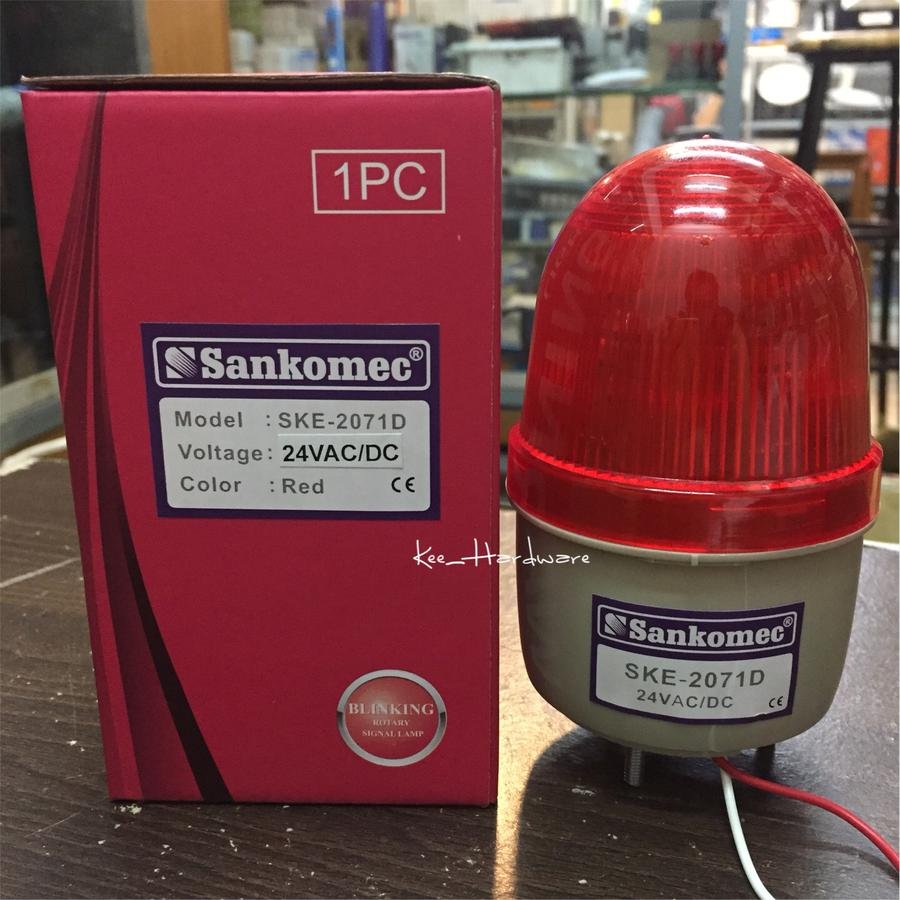 1PC
Sankomec®
Model : SKE-2071D
Voltage: 24VAC/DC
Color : Red CE
BLINKING
ROTARY
SIGNAL LAMP
Kee_Hardware
Sankomec®
SKE-2071D
24VAC/DC CE